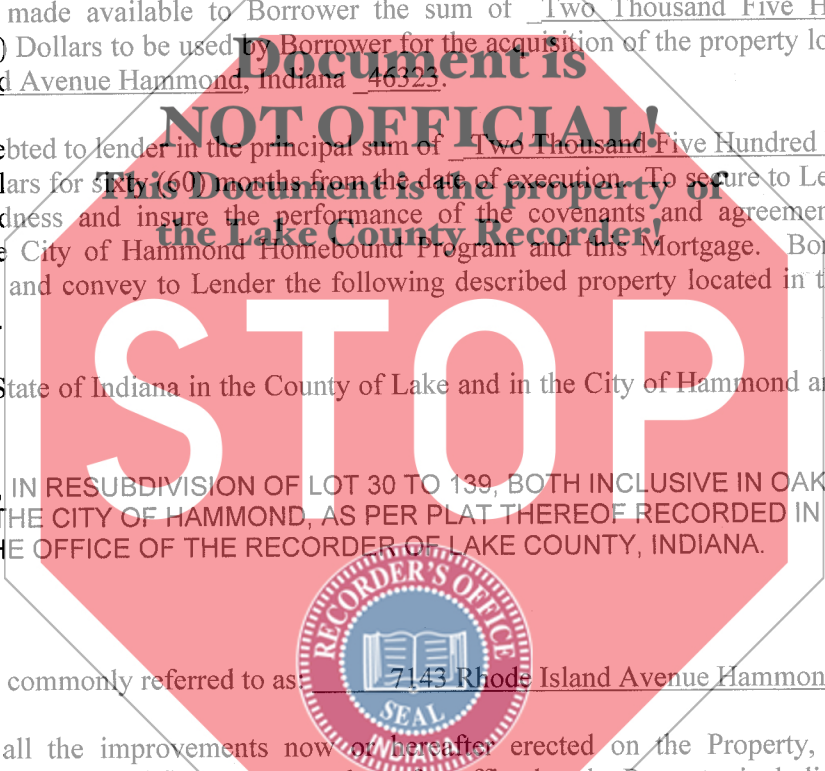 made available to Borrower the sum of _Two Thousand Five H
) Dollars to be used by Borrower for the acquisition of the property lo
d Avenue Hammond, Indiana _46323.
ebted to lender in the principal sum of _Two Thousand Five Hundred
lars for sixty (60) months from the date of execution. To secure to Le
dness and insure the performance of the covenants and agreemen
e City of Hammond Homebound Program and this Mortgage. Bor
and convey to Lender the following described property located in t
State of Indiana in the County of Lake and in the City of Hammond a
, IN RESUBDIVISION OF LOT 30 TO 139, BOTH INCLUSIVE IN OAK
THE CITY OF HAMMOND, AS PER PLAT THEREOF RECORDED IN
HE OFFICE OF THE RECORDER OF LAKE COUNTY, INDIANA.
commonly referred to as: 7143 Rhode Island Avenue Hammon
all the improvements now or hereafter erected on the Property,
Document is
NOT OFFICIAL!
This Document is the property of
the Lake County Recorder!
STOP
RECORDER'S OFFICE
SEAL
INDIANA